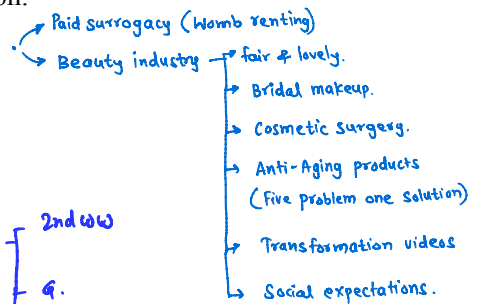 on.
Paid surrogacy (Womb renting)
Beauty industry
fair & lovely.
Bridal makeup.
Cosmetic surgery.
Anti-Aging products
(Five problem one solution)
Transformation videos
Social expectations.
2nd WW
G.